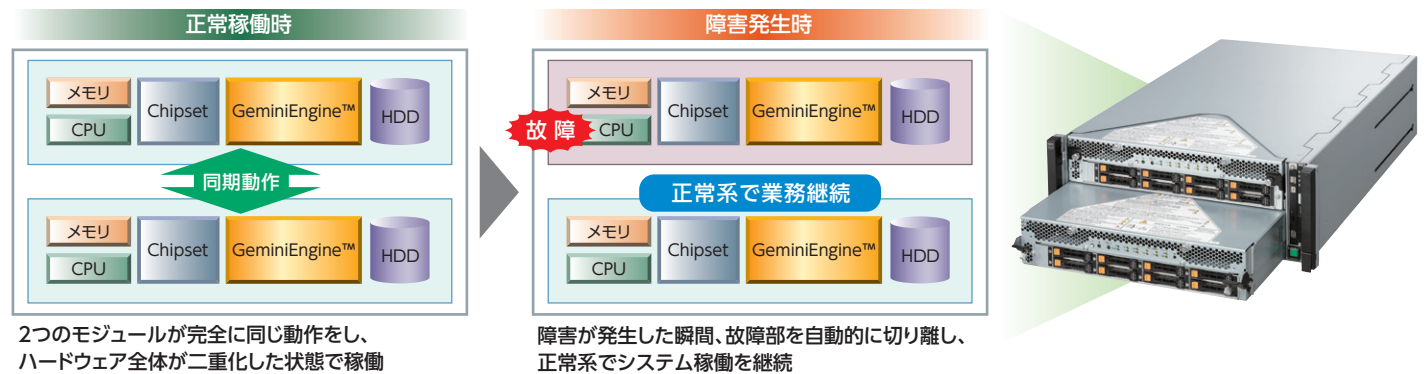 正常稼働時
メモリ
CPU
Chipset
GeminiEngine™
HDD
同期動作
メモリ
CPU
Chipset
GeminiEngine™
HDD
2つのモジュールが完全に同じ動作をし、
ハードウェア全体が二重化した状態で稼働
障害発生時
メモリ
故障
CPU
Chipset
GeminiEngine™
HDD
正常系で業務継続
メモリ
CPU
Chipset
GeminiEngine™
HDD
障害が発生した瞬間、故障部を自動的に切り離し、
正常系でシステム稼働を継続